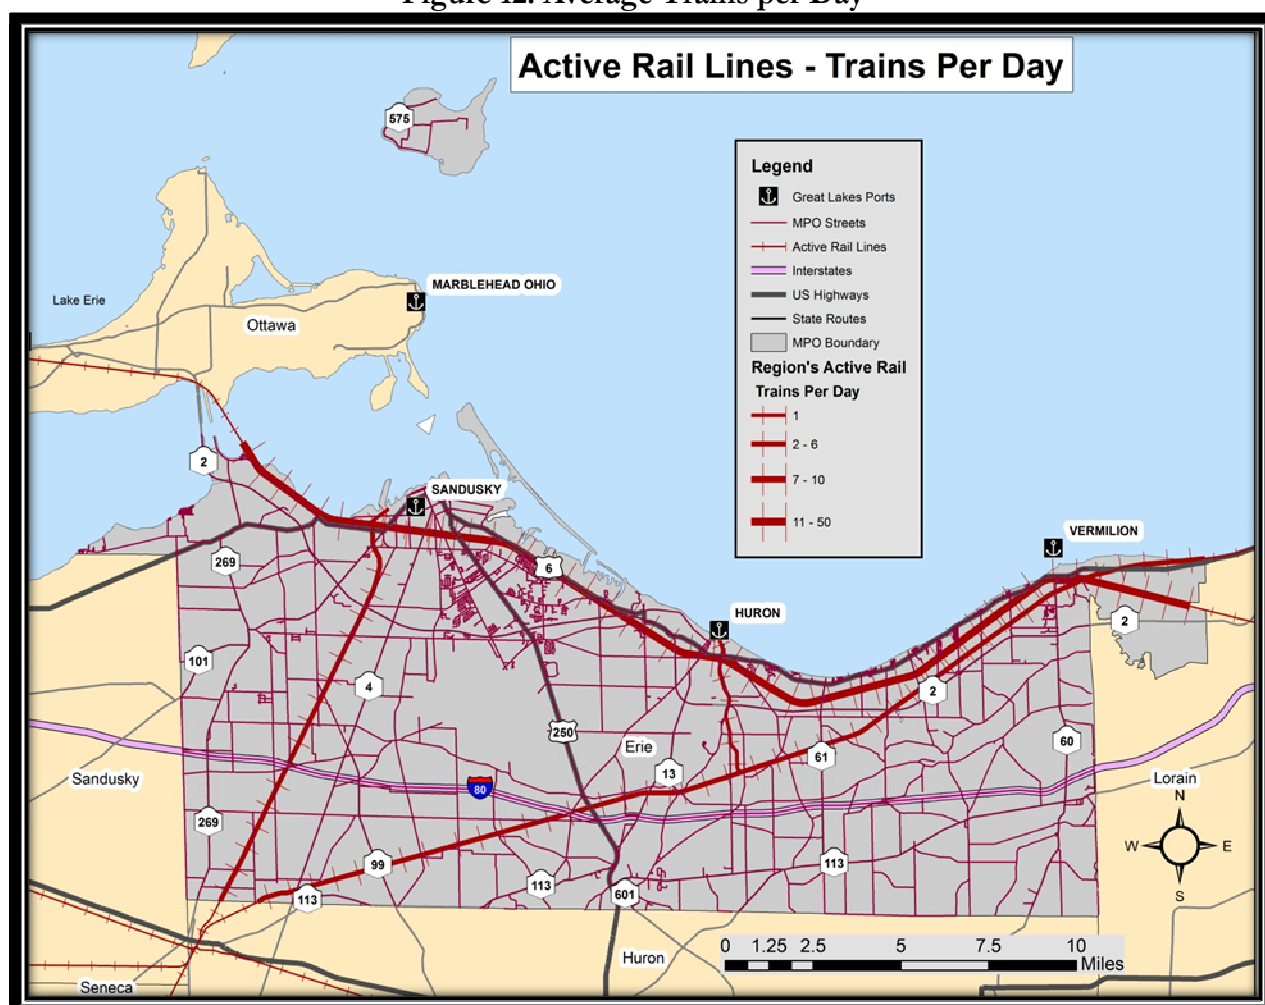 Figure 12: Average Trains per Day
Active Rail Lines - Trains Per Day
575
Legend
Great Lakes Ports
MPO Streets
Active Rail Lines
Interstates
US Highways
State Routes
MPO Boundary
Region's Active Rail
Trains Per Day
1
2 - 6
7 - 10
11 - 50
MARBLEHEAD OHIO
Lake Erie
Ottawa
2
SANDUSKY
VERMILION
269
6
HURON
2
101
4
2
250
Erie
60
61
13
Sandusky
80
Lorain
269
N
W
E
S
99
113
113
113
601
Huron
0 1.25 2.5 5 7.5 10
Miles
Seneca